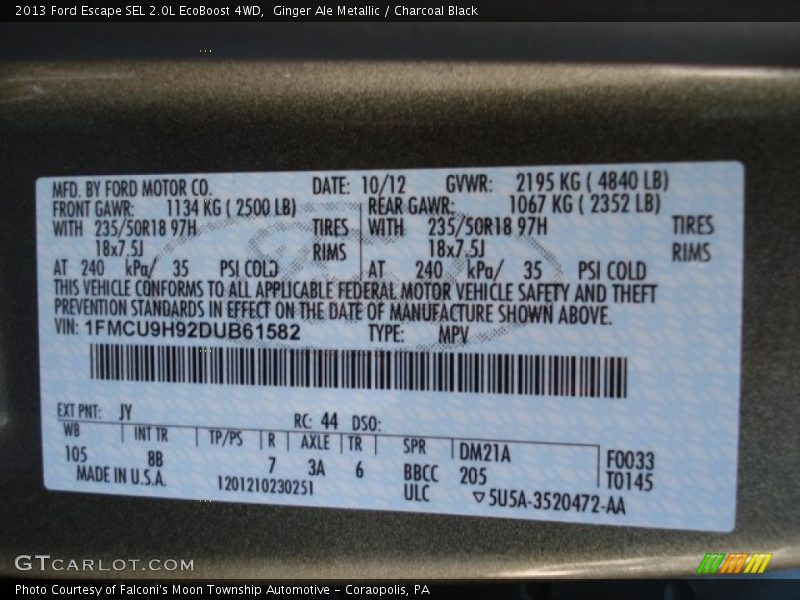 2013 Ford Escape SEL 2.0L EcoBoost 4WD, Ginger Ale Metallic / Charcoal Black
MFD. BY FORD MOTOR CO. DATE: 10/12 GVWR: 2195 KG ( 4840 LB)
FRONT GAWR: 1134 KG ( 2500 LB) REAR GAWR: 1067 KG ( 2352 LB)
WITH 235/50R18 97H TIRES WITH 235/50R18 97H TIRES
18x7.5J RIMS 18x7.5J RIMS
AT 240 kPa/ 35 PSI COLD AT 240 kPa/ 35 PSI COLD
THIS VEHICLE CONFORMS TO ALL APPLICABLE FEDERAL MOTOR VEHICLE SAFETY AND THEFT
PREVENTION STANDARDS IN EFFECT ON THE DATE OF MANUFACTURE SHOWN ABOVE.
VIN: 1FMCU9H92DUB61582 TYPE: MPV
EXT PNT: JY RC: 44 DSO:
WB INT TR TP/PS R AXLE TR SPR DM21A F0033
105 8B 7 3A 6 BBCC 205 T0145
MADE IN U.S.A. 1201210230251 ULC ▽5U5A-3520472-AA
GTCARLOT.COM
Photo Courtesy of Falconi's Moon Township Automotive - Coraopolis, PA